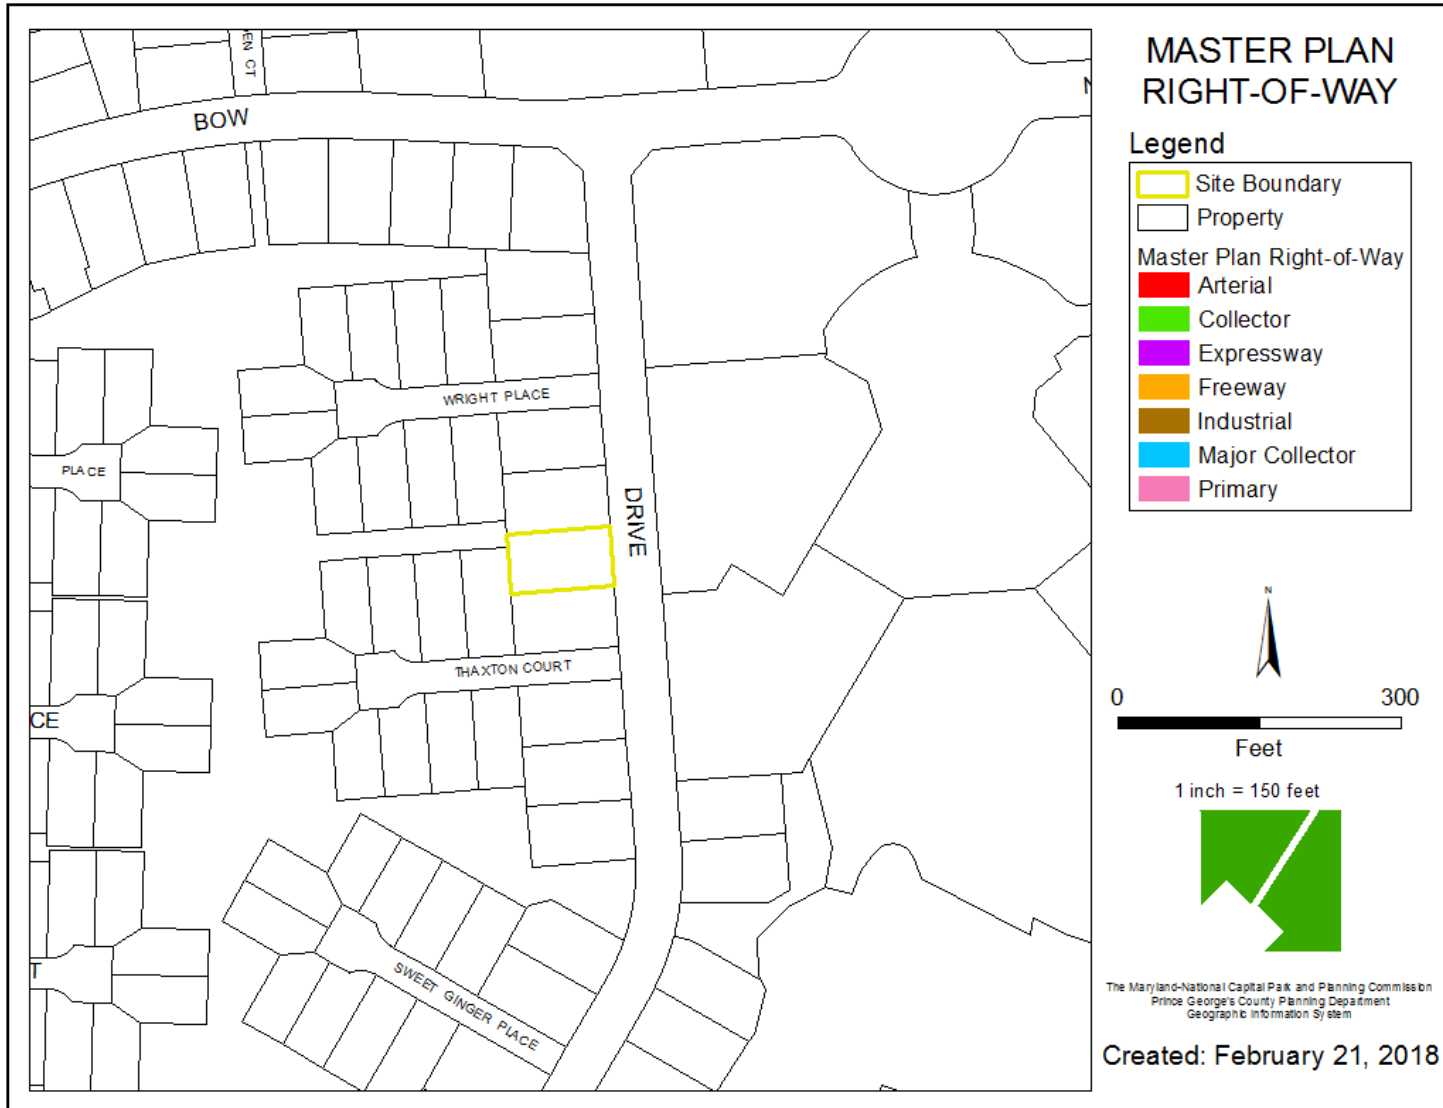 EN CT
BOW
N
WRIGHT PLACE
PLACE
DRIVE
THAXTON COURT
CE
T
SWEET GINGER PLACE
MASTER PLAN
RIGHT-OF-WAY
Legend
Site Boundary
Property
Master Plan Right-of-Way
Arterial
Collector
Expressway
Freeway
Industrial
Major Collector
Primary
N
0 300
Feet
1 inch = 150 feet
The Maryland-National Capital Park and Planning Commission
Prince George's County Planning Department
Geographic Information System
Created: February 21, 2018